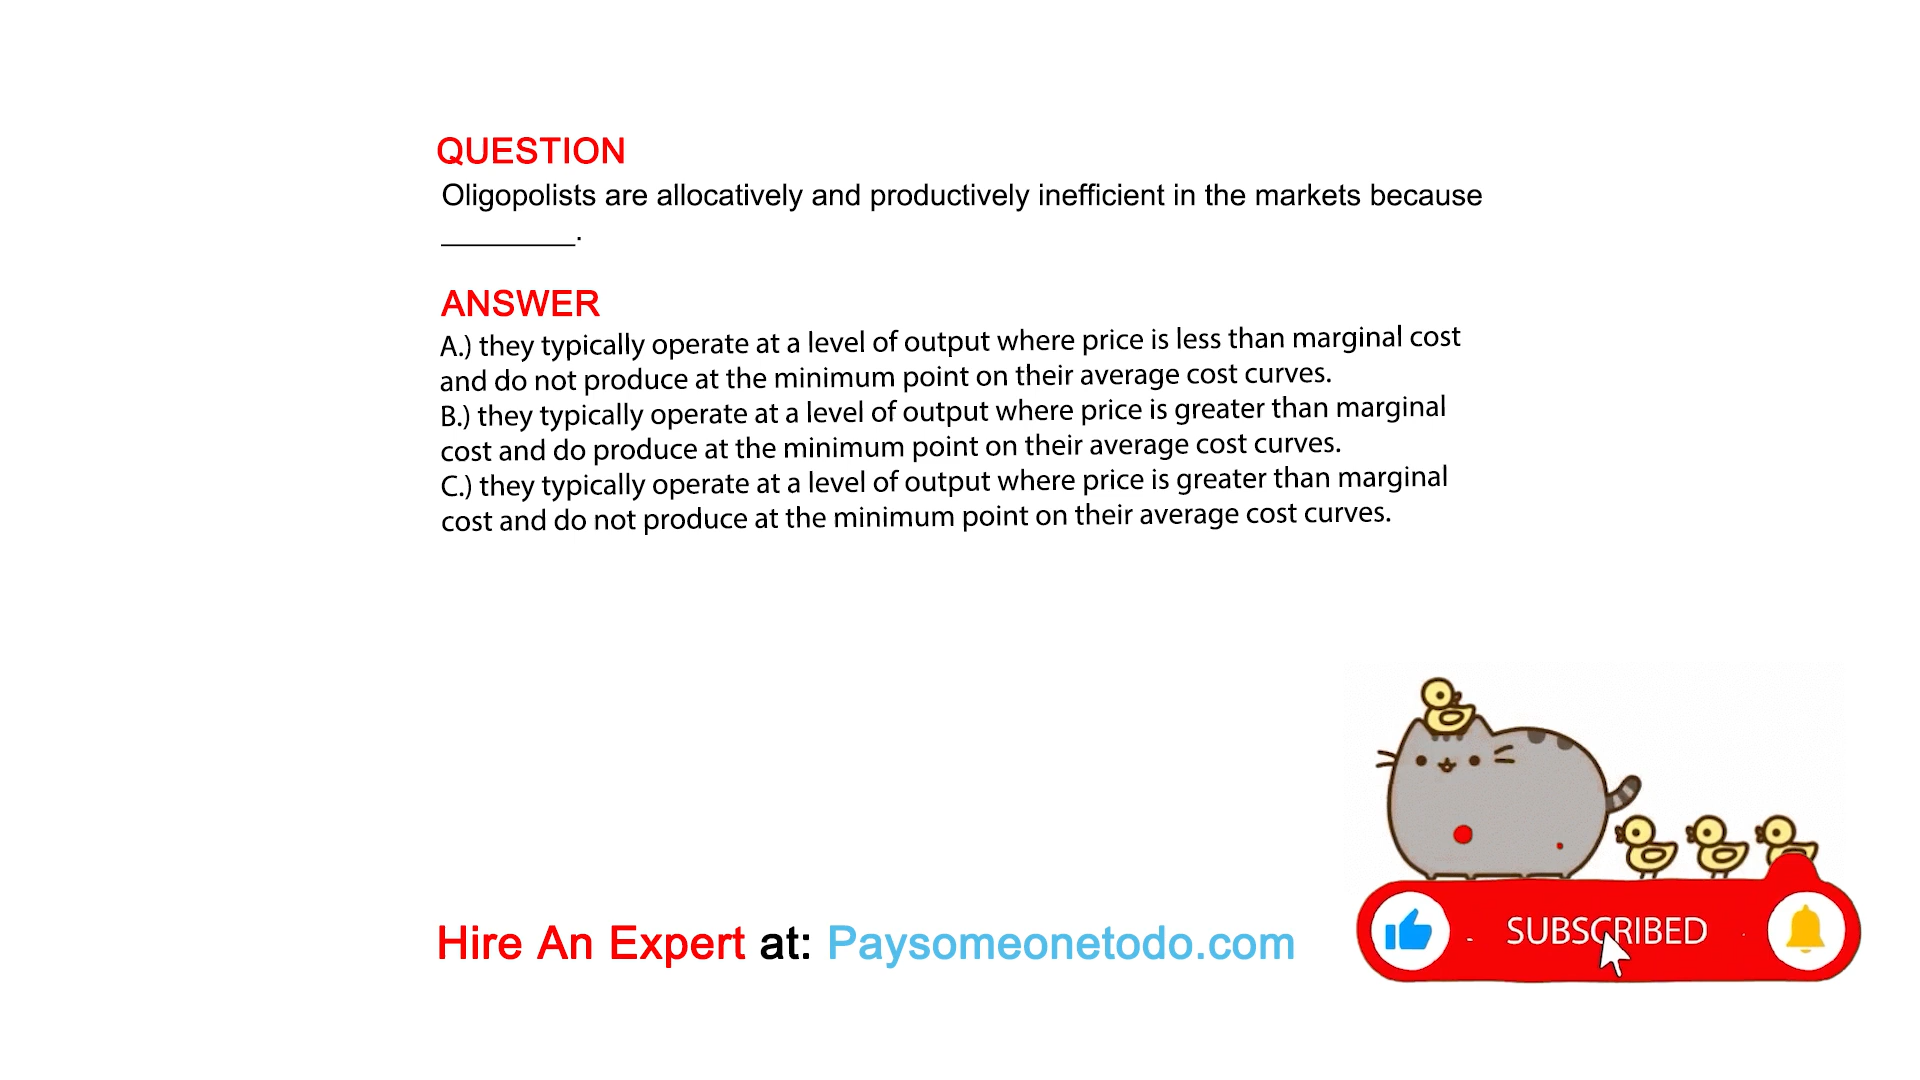 QUESTION
Oligopolists are allocatively and productively inefficient in the markets because
________.
ANSWER
A.) they typically operate at a level of output where price is less than marginal cost
and do not produce at the minimum point on their average cost curves.
B.) they typically operate at a level of output where price is greater than marginal
cost and do produce at the minimum point on their average cost curves.
C.) they typically operate at a level of output where price is greater than marginal
cost and do not produce at the minimum point on their average cost curves.
Hire An Expert at: Paysomeonetodo.com
SUBSCRIBED